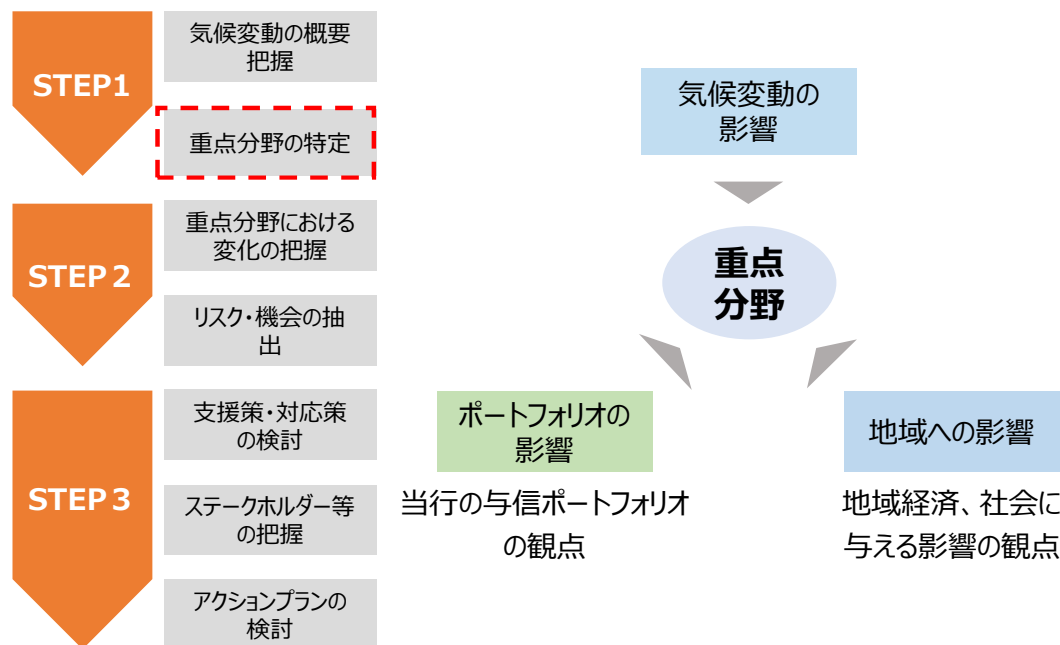 STEP1
気候変動の概要
把握
重点分野の特定
STEP 2
重点分野における
変化の把握
リスク・機会の抽
出
STEP 3
支援策・対応策
の検討
ステークホルダー等
の把握
アクションプランの
検討
気候変動の
影響
重点
分野
ポートフォリオの
影響
当行の与信ポートフォリオ
の観点
地域への影響
地域経済、社会に
与える影響の観点